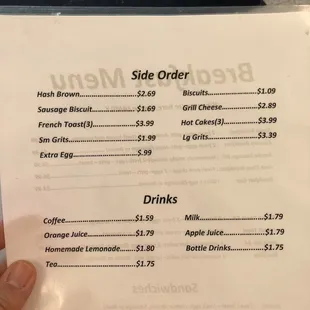 Side Order
Hash Brown....................$2.69
Biscuits.................$1.09
Sausage Biscuit................$1.69
Grill Cheese............$2.89
French Toast(3)..............$3.99
Hot Cakes(3)..........$3.99
Sm Grits........................$1.99
Lg Grits.................$3.39
Extra Egg......................$.99
Drinks
Coffee..............................$1.59
Milk.........................$1.79
Orange Juice....................$1.79
Apple Juice...............$1.79
Homemade Lemonade.......$1.80
Bottle Drinks...........$1.75
Tea..................................$1.75
Breakfast Menu
Sandwiches